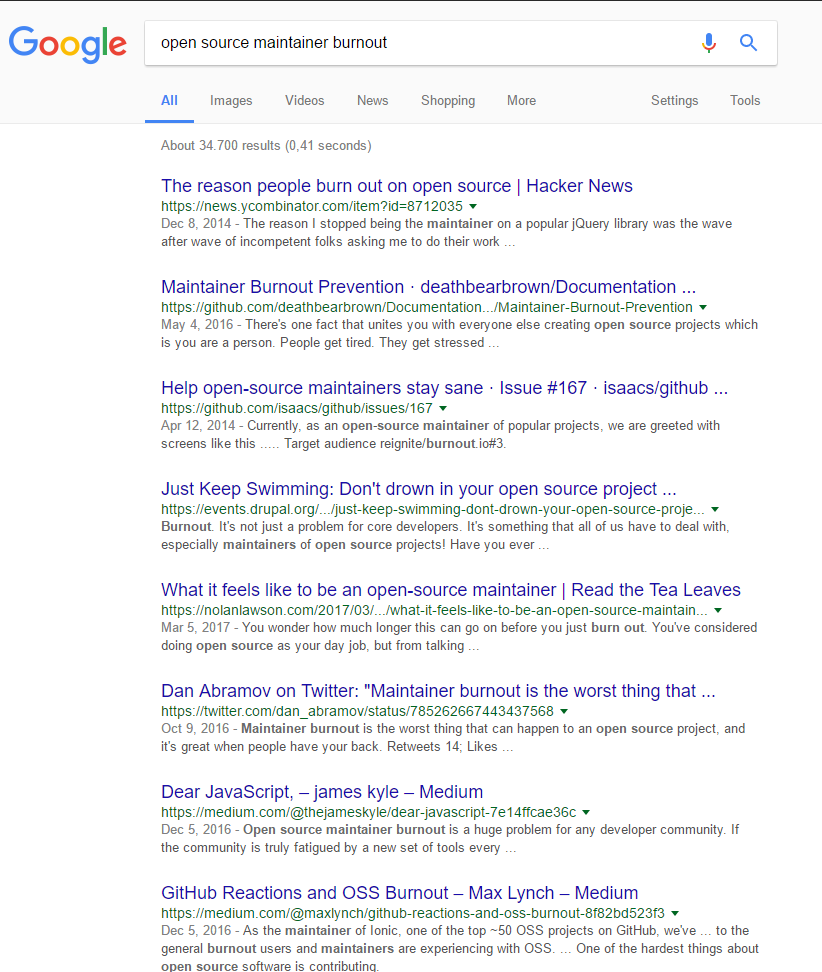 Google
open source maintainer burnout
All Images Videos News Shopping More Settings Tools
About 34.700 results (0,41 seconds)
The reason people burn out on open source | Hacker News
https://news.ycombinator.com/item?id=8712035
Dec 8, 2014 - The reason I stopped being the maintainer on a popular jQuery library was the wave
after wave of incompetent folks asking me to do their work ...
Maintainer Burnout Prevention · deathbearbrown/Documentation ...
https://github.com/deathbearbrown/Documentation.../Maintainer-Burnout-Prevention
May 4, 2016 - There's one fact that unites you with everyone else creating open source projects which
is you are a person. People get tired. They get stressed ...
Help open-source maintainers stay sane · Issue #167 · isaacs/github ...
https://github.com/isaacs/github/issues/167
Apr 12, 2014 - Currently, as an open-source maintainer of popular projects, we are greeted with
screens like this ..... Target audience reignite/burnout.io#3.
Just Keep Swimming: Don't drown in your open source project ...
https://events.drupal.org/.../just-keep-swimming-dont-drown-your-open-source-proje...
Burnout. It's not just a problem for core developers. It's something that all of us have to deal with,
especially maintainers of open source projects! Have you ever ...
What it feels like to be an open-source maintainer | Read the Tea Leaves
https://nolanlawson.com/2017/03/.../what-it-feels-like-to-be-an-open-source-maintain...
Mar 5, 2017 - You wonder how much longer this can go on before you just burn out. You've considered
doing open source as your day job, but from talking ...
Dan Abramov on Twitter: "Maintainer burnout is the worst thing that ...
https://twitter.com/dan_abramov/status/785262667443437568
Oct 9, 2016 - Maintainer burnout is the worst thing that can happen to an open source project, and
it's great when people have your back. Retweets 14; Likes ...
Dear JavaScript, – james kyle – Medium
https://medium.com/@thejameskyle/dear-javascript-7e14ffcae36c
Dec 5, 2016 - Open source maintainer burnout is a huge problem for any developer community. If
the community is truly fatigued by a new set of tools every ...
GitHub Reactions and OSS Burnout – Max Lynch – Medium
https://medium.com/@maxlynch/github-reactions-and-oss-burnout-8f82bd523f3
Dec 5, 2016 - As the maintainer of Ionic, one of the top ~50 OSS projects on GitHub, we've ... to the
general burnout users and maintainers are experiencing with OSS. ... One of the hardest things about
open source software is contributing.